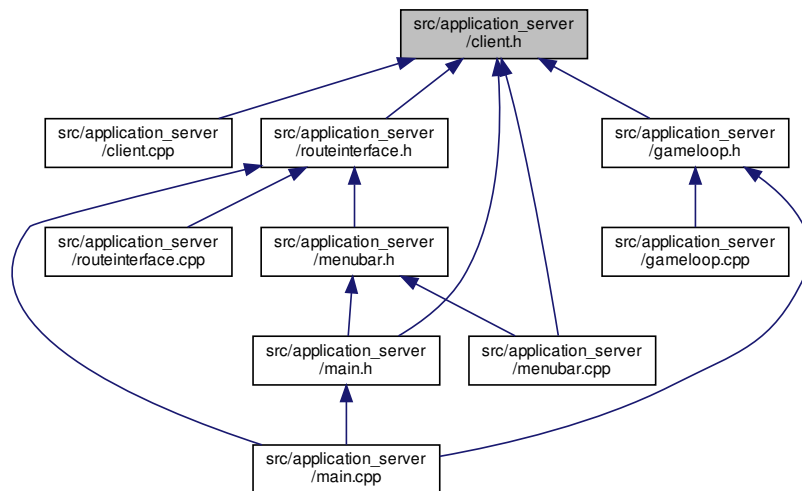 src/application_server
/client.h
src/application_server
/client.cpp
src/application_server
/routeinterface.h
src/application_server
/gameloop.h
src/application_server
/routeinterface.cpp
src/application_server
/menubar.h
src/application_server
/gameloop.cpp
src/application_server
/main.h
src/application_server
/menubar.cpp
src/application_server
/main.cpp